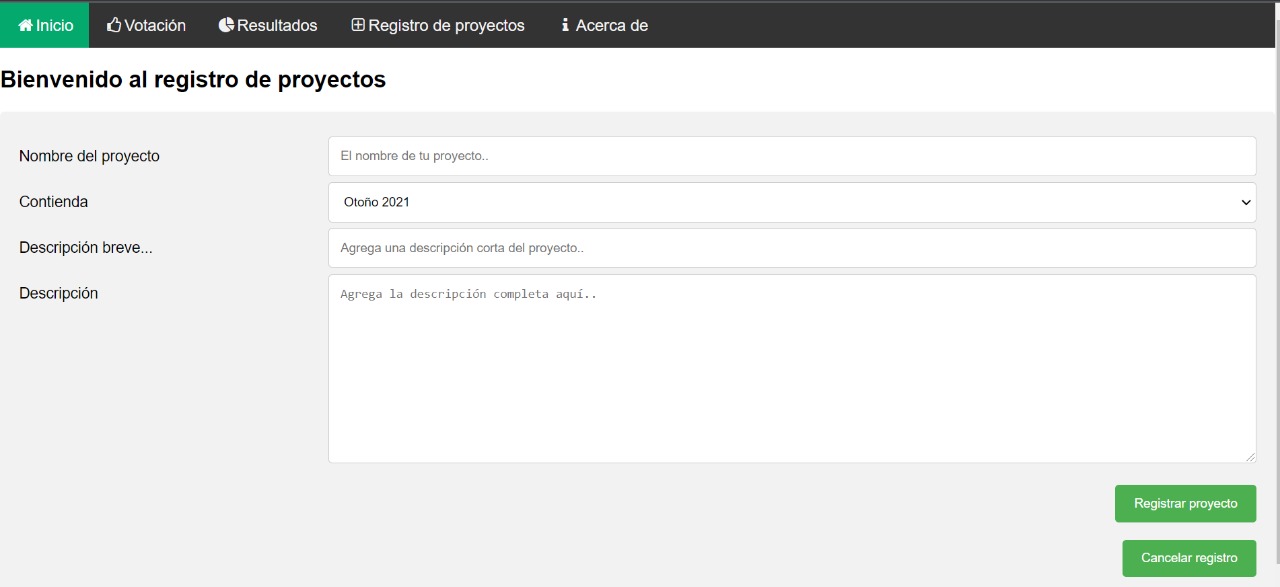 Inicio Votación Resultados Registro de proyectos Acerca de
Bienvenido al registro de proyectos
Nombre del proyecto El nombre de tu proyecto..
Contienda Otoño 2021
Descripción breve... Agrega una descripción corta del proyecto..
Descripción Agrega la descripción completa aquí..
Registrar proyecto
Cancelar registro